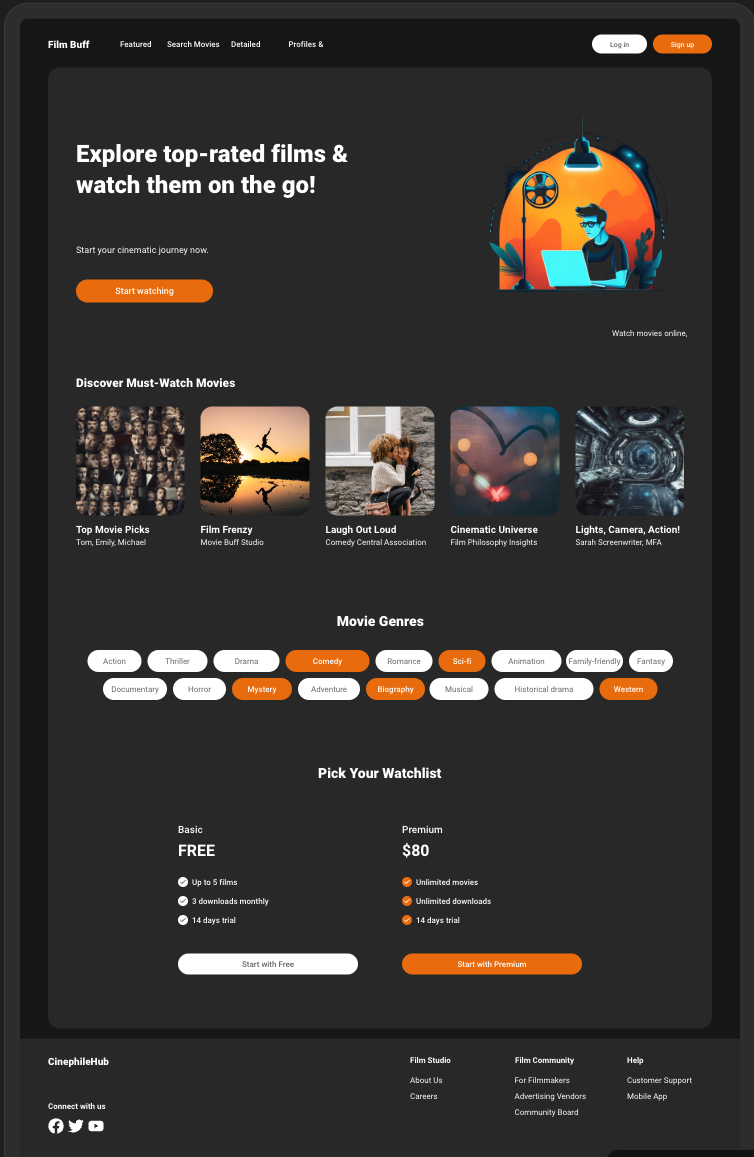 Film Buff
Featured
Search Movies
Detailed
Profiles &
Log in
Sign up
Explore top-rated films &
watch them on the go!
Start your cinematic journey now.
Start watching
Watch movies online,
Discover Must-Watch Movies
Top Movie Picks
Tom, Emily, Michael
Film Frenzy
Movie Buff Studio
Laugh Out Loud
Comedy Central Association
Cinematic Universe
Film Philosophy Insights
Lights, Camera, Action!
Sarah Screenwriter, MFA
Movie Genres
Action
Thriller
Drama
Comedy
Romance
Sci-fi
Animation
Family-friendly
Fantasy
Documentary
Horror
Mystery
Adventure
Biography
Musical
Historical drama
Western
Pick Your Watchlist
Basic
FREE
Up to 5 films
3 downloads monthly
14 days trial
Start with Free
Premium
$80
Unlimited movies
Unlimited downloads
14 days trial
Start with Premium
CinephileHub
Connect with us
Film Studio
About Us
Careers
Film Community
For Filmmakers
Advertising Vendors
Community Board
Help
Customer Support
Mobile App